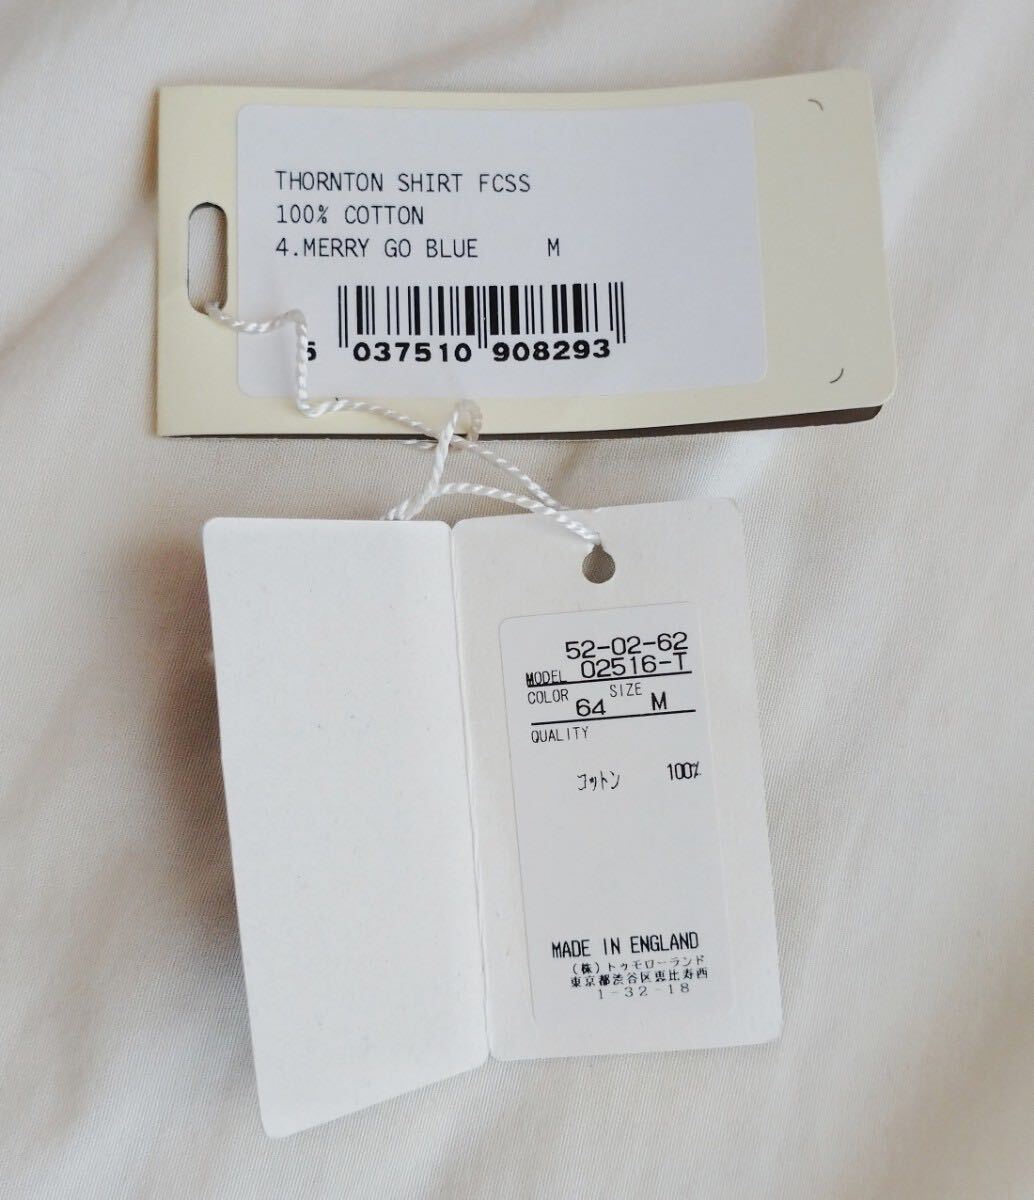 THORNTON SHIRT FCSS
100% COTTON
4.MERRY GO BLUE M
5 037510 908293
52-02-62
MODEL 02516-T
COLOR 64 SIZE M
QUALITY
コットン 100%
MADE IN ENGLAND
(株)トゥモローランド
東京都渋谷区恵比寿西
1-32-18